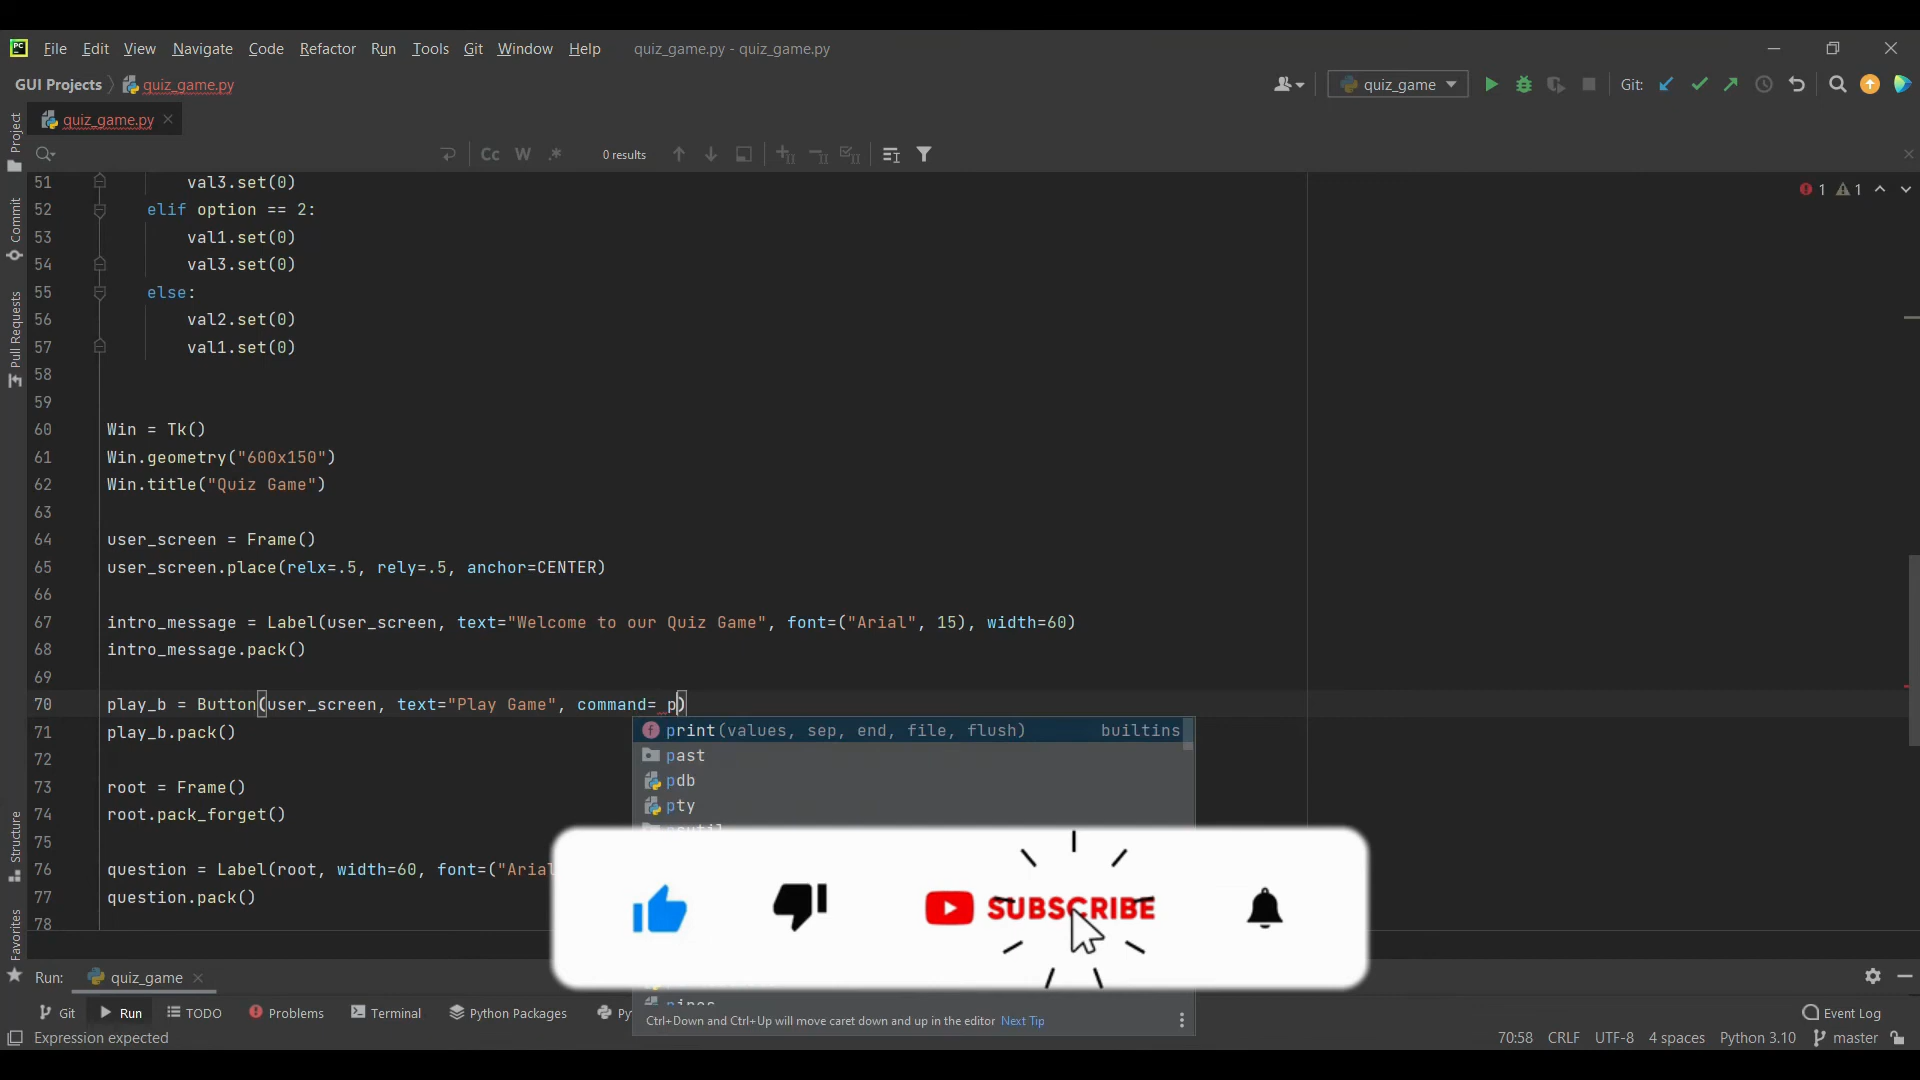 File Edit View Navigate Code Refactor Run Tools Git Window Help quiz_game.py - quiz_game.py
GUI Projects quiz_game.py quiz_game Git:
quiz_game.py
Cc W .* 0 results
Project
Commit
Pull Requests
Structure
Favorites
1 1
51 val3.set(0)
52 elif option == 2:
53 val1.set(0)
54 val3.set(0)
55 else:
56 val2.set(0)
57 val1.set(0)
58
59
60 Win = Tk()
61 Win.geometry("600x150")
62 Win.title("Quiz Game")
63
64 user_screen = Frame()
65 user_screen.place(relx=.5, rely=.5, anchor=CENTER)
66
67 intro_message = Label(user_screen, text="Welcome to our Quiz Game", font=("Arial", 15), width=60)
68 intro_message.pack()
69
70 play_b = Button(user_screen, text="Play Game", command= p)
71 play_b.pack()
72
73 root = Frame()
74 root.pack_forget()
75
76 question = Label(root, width=60, font=("Arial
77 question.pack()
78
print(values, sep, end, file, flush) builtins
past
pdb
pty
SUBSCRIBE
Ctrl+Down and Ctrl+Up will move caret down and up in the editor Next Tip
Run: quiz_game
Git Run TODO Problems Terminal Python Packages Py Event Log
Expression expected 70:58 CRLF UTF-8 4 spaces Python 3.10 master